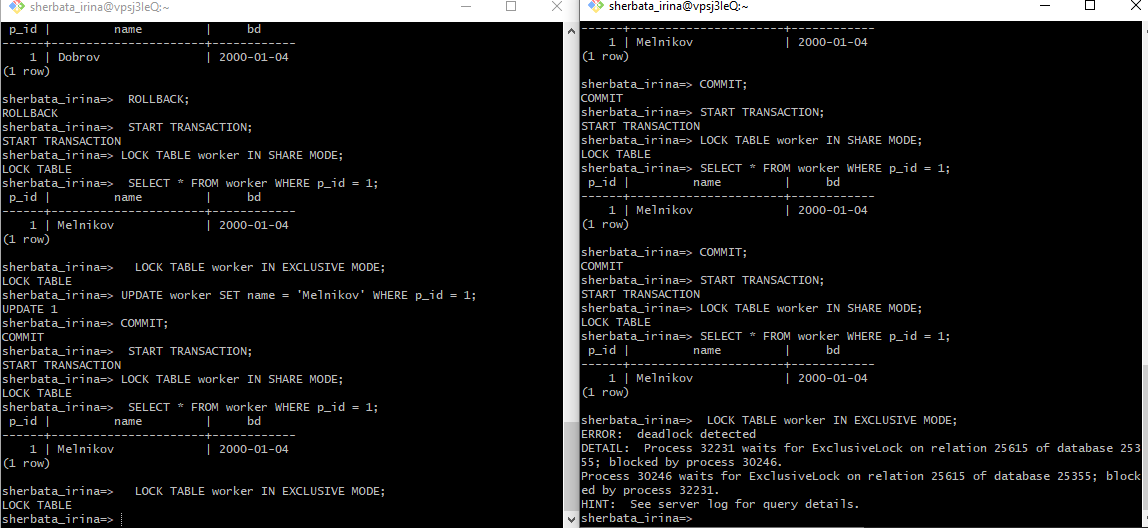 sherbata_irina@vpsj3leQ:~
 p_id |         name         |     bd
------+----------------------+------------
    1 | Dobrov               | 2000-01-04
(1 row)
sherbata_irina=>  ROLLBACK;
ROLLBACK
sherbata_irina=>  START TRANSACTION;
START TRANSACTION
sherbata_irina=> LOCK TABLE worker IN SHARE MODE;
LOCK TABLE
sherbata_irina=>  SELECT * FROM worker WHERE p_id = 1;
 p_id |         name         |     bd
------+----------------------+------------
    1 | Melnikov             | 2000-01-04
(1 row)
sherbata_irina=>   LOCK TABLE worker IN EXCLUSIVE MODE;
LOCK TABLE
sherbata_irina=> UPDATE worker SET name = 'Melnikov' WHERE p_id = 1;
UPDATE 1
sherbata_irina=> COMMIT;
COMMIT
sherbata_irina=>  START TRANSACTION;
START TRANSACTION
sherbata_irina=> LOCK TABLE worker IN SHARE MODE;
LOCK TABLE
sherbata_irina=>  SELECT * FROM worker WHERE p_id = 1;
 p_id |         name         |     bd
------+----------------------+------------
    1 | Melnikov             | 2000-01-04
(1 row)
sherbata_irina=>   LOCK TABLE worker IN EXCLUSIVE MODE;
LOCK TABLE
sherbata_irina=>
sherbata_irina@vpsj3leQ:~
------+----------------------+------------
    1 | Melnikov             | 2000-01-04
(1 row)
sherbata_irina=> COMMIT;
COMMIT
sherbata_irina=> START TRANSACTION;
START TRANSACTION
sherbata_irina=> LOCK TABLE worker IN SHARE MODE;
LOCK TABLE
sherbata_irina=> SELECT * FROM worker WHERE p_id = 1;
 p_id |         name         |     bd
------+----------------------+------------
    1 | Melnikov             | 2000-01-04
(1 row)
sherbata_irina=> COMMIT;
COMMIT
sherbata_irina=> START TRANSACTION;
START TRANSACTION
sherbata_irina=> LOCK TABLE worker IN SHARE MODE;
LOCK TABLE
sherbata_irina=> SELECT * FROM worker WHERE p_id = 1;
 p_id |         name         |     bd
------+----------------------+------------
    1 | Melnikov             | 2000-01-04
(1 row)
sherbata_irina=>  LOCK TABLE worker IN EXCLUSIVE MODE;
ERROR:  deadlock detected
DETAIL:  Process 32231 waits for ExclusiveLock on relation 25615 of database 253
55; blocked by process 30246.
Process 30246 waits for ExclusiveLock on relation 25615 of database 25355; block
ed by process 32231.
HINT:  See server log for query details.
sherbata_irina=>